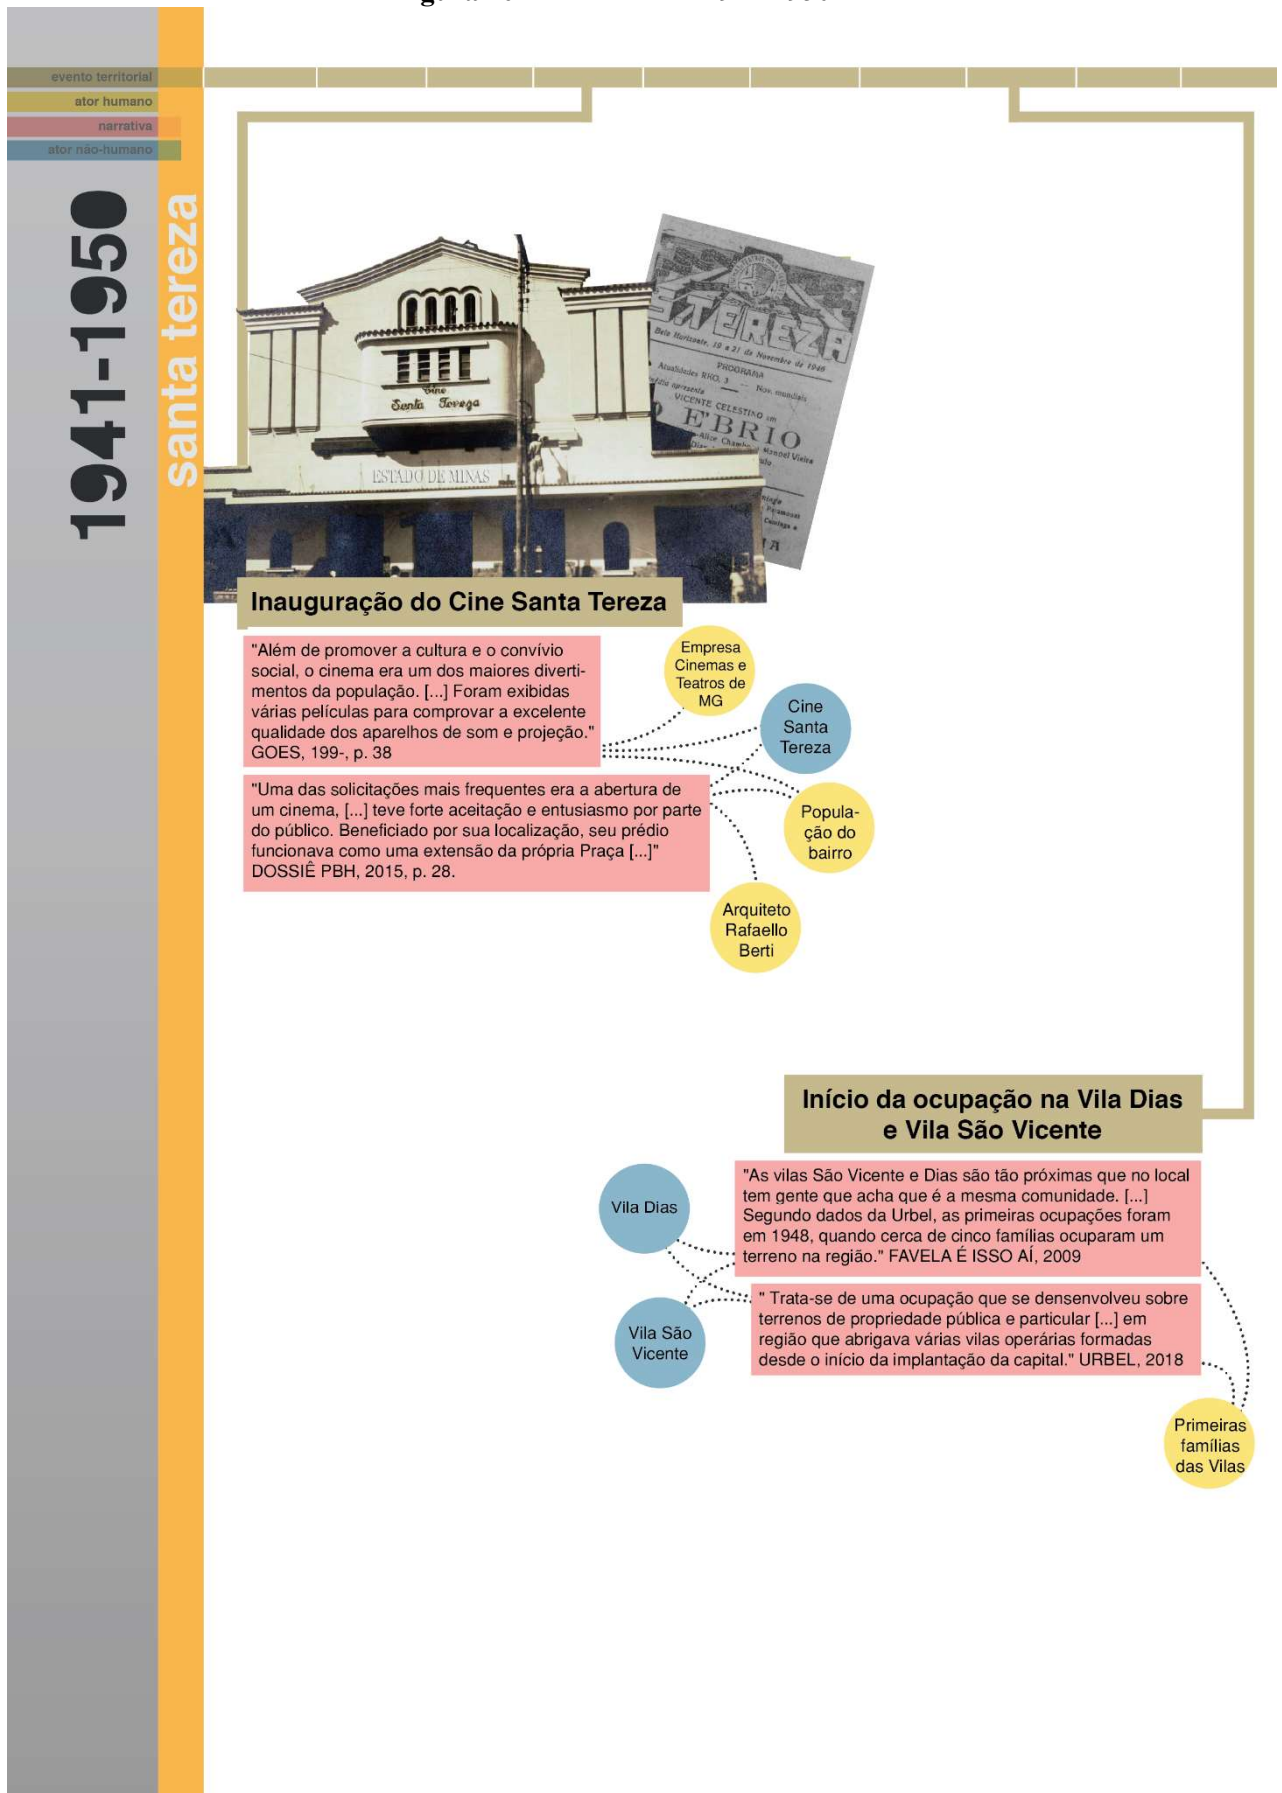 evento territorial
ator humano
narrativa
ator não-humano
1941-1950
santa tereza
Cine
Santa Tereza
ESTADO DE MINAS
S.TEREZA
Belo Horizonte, 19 a 21 de Novembro de 1946
PROGRAMA
Atualidades RKO, 3 — Nov. mundiais
apresenta
VICENTE CELESTINO em
O EBRIO
Alice Manoel Vieira
Inauguração do Cine Santa Tereza
"Além de promover a cultura e o convívio
social, o cinema era um dos maiores diverti-
mentos da população. [...] Foram exibidas
várias películas para comprovar a excelente
qualidade dos aparelhos de som e projeção."
GOES, 199-, p. 38
Empresa
Cinemas e
Teatros de
MG
Cine
Santa
Tereza
"Uma das solicitações mais frequentes era a abertura de
um cinema, [...] teve forte aceitação e entusiasmo por parte
do público. Beneficiado por sua localização, seu prédio
funcionava como uma extensão da própria Praça [...]"
DOSSIÊ PBH, 2015, p. 28.
Popula-
ção do
bairro
Arquiteto
Rafaello
Berti
Início da ocupação na Vila Dias
e Vila São Vicente
"As vilas São Vicente e Dias são tão próximas que no local
tem gente que acha que é a mesma comunidade. [...]
Segundo dados da Urbel, as primeiras ocupações foram
em 1948, quando cerca de cinco famílias ocuparam um
terreno na região." FAVELA É ISSO AÍ, 2009
Vila Dias
" Trata-se de uma ocupação que se densenvolveu sobre
terrenos de propriedade pública e particular [...] em
região que abrigava várias vilas operárias formadas
desde o início da implantação da capital." URBEL, 2018
Vila São
Vicente
Primeiras
famílias
das Vilas